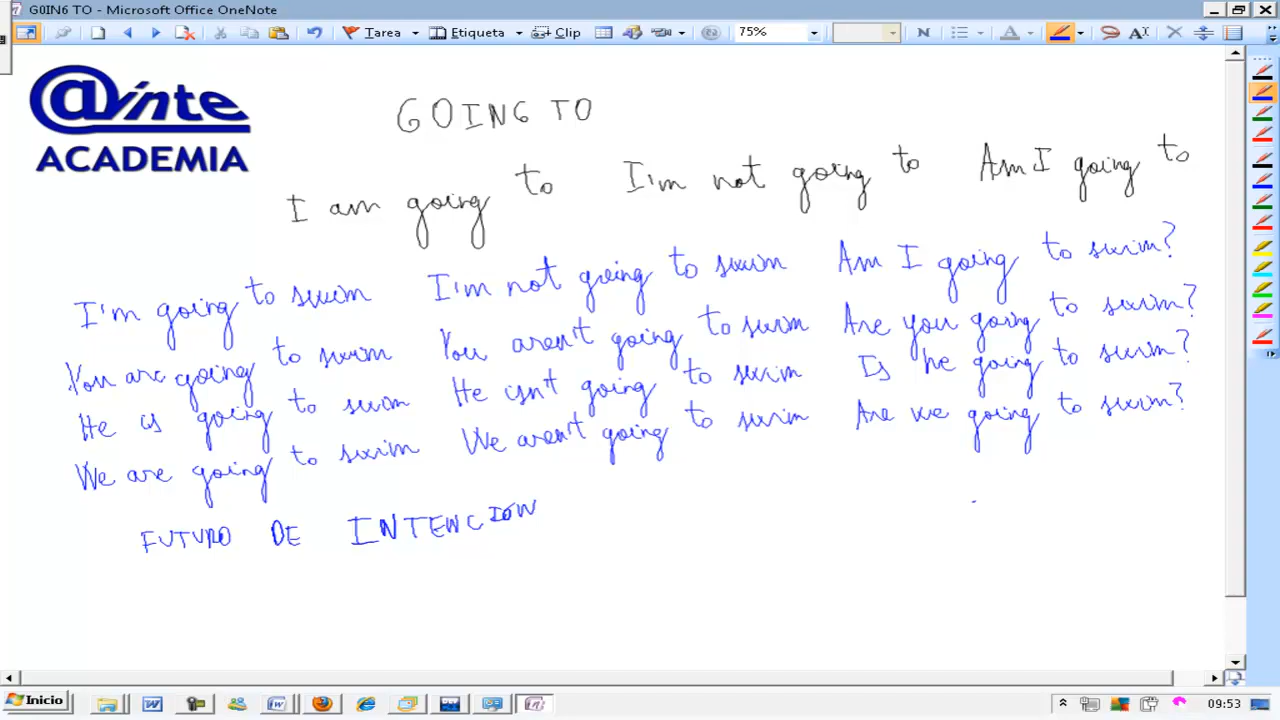 GOING TO - Microsoft Office OneNote
Tarea Etiqueta Clip 75% N A
@inte
ACADEMIA
GOING TO
I am going to I'm not going to Am I going to
I'm going to swim I'm not going to swim Am I going to swim?
You are going to swim You aren't going to swim Are you going to swim?
He is going to swim He isn't going to swim Is he going to swim?
We are going to swim We aren't going to swim Are we going to swim?
FUTURO DE INTENCION
Inicio 09:53